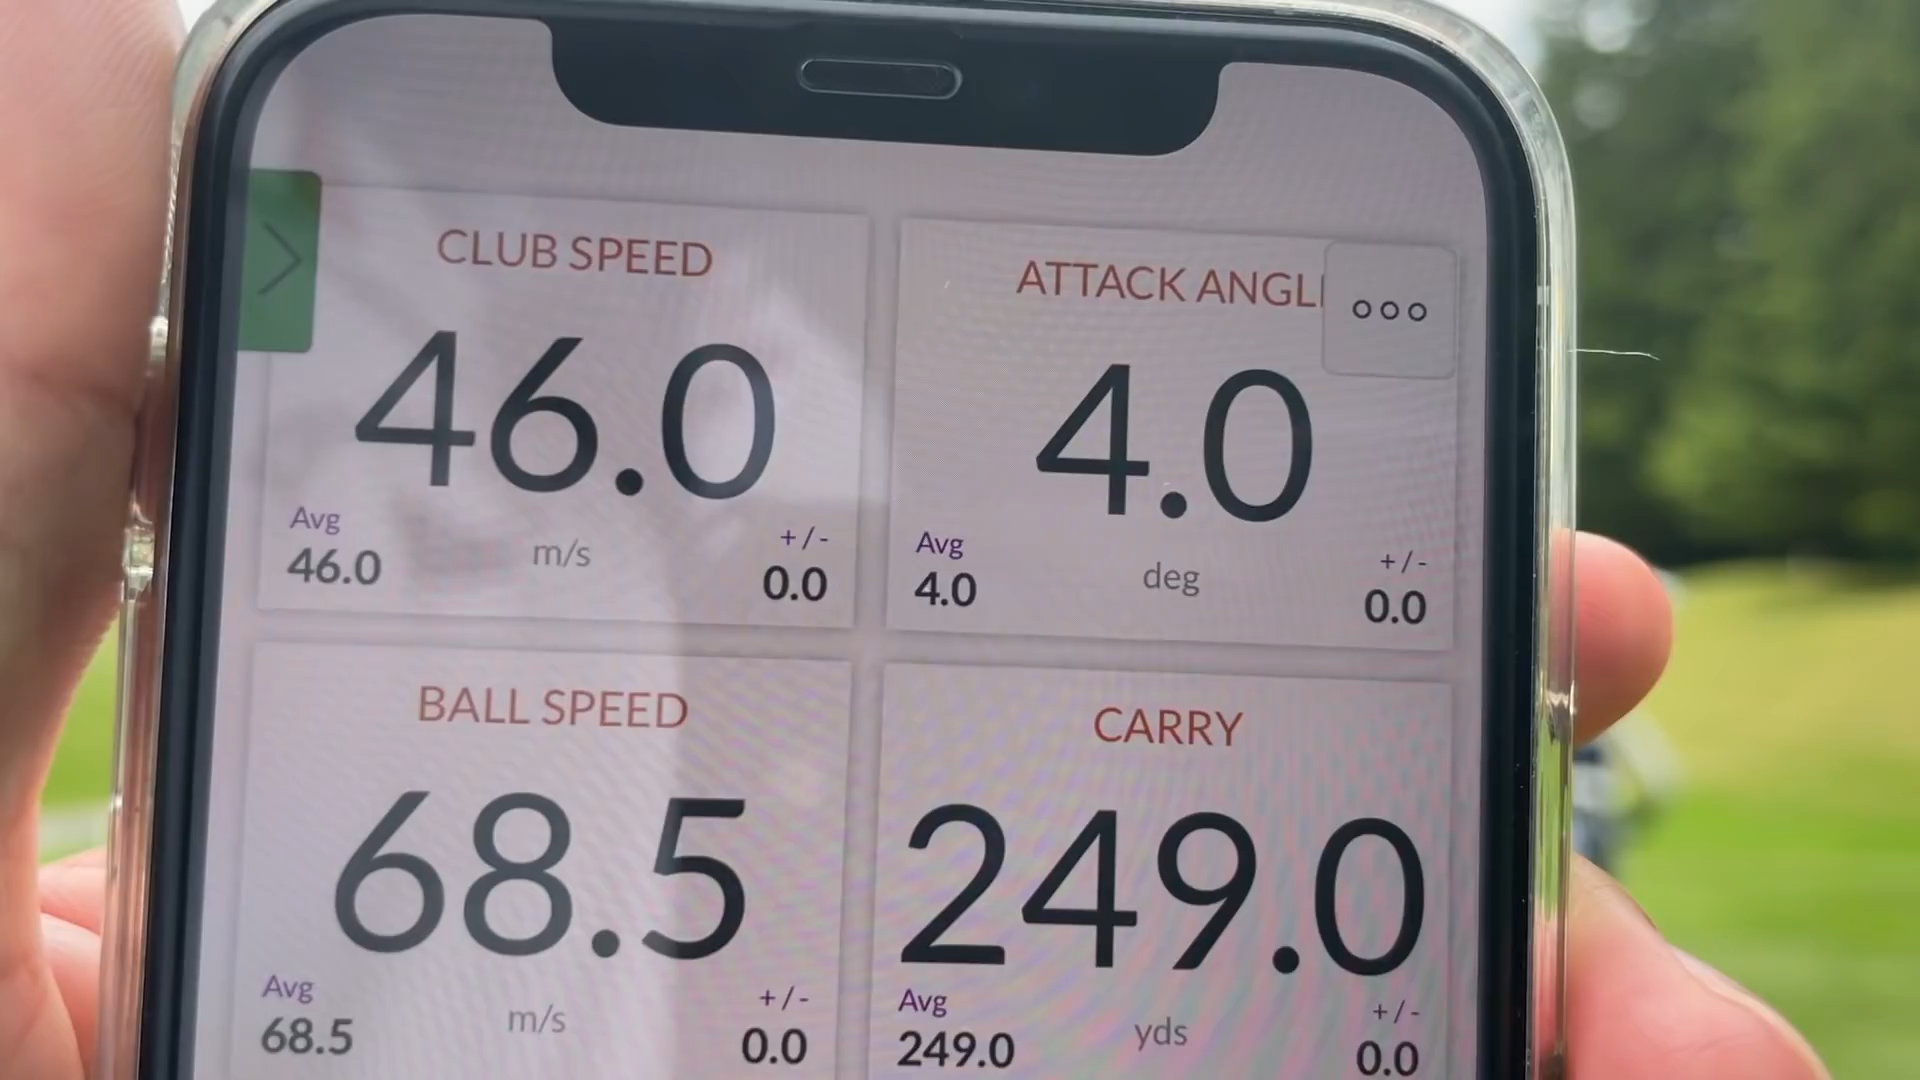 CLUB SPEED
46.0
Avg
46.0
m/s
+/-
0.0
ATTACK ANGL
4.0
Avg
4.0
deg
+/-
0.0
BALL SPEED
68.5
Avg
68.5
m/s
+/-
0.0
CARRY
249.0
Avg
249.0
yds
+/-
0.0